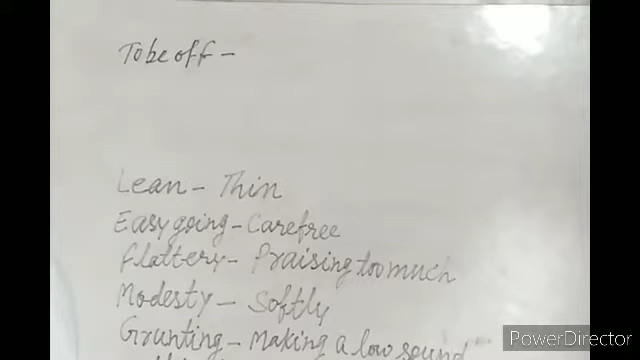 To be off -
Lean - Thin
Easy going - Carefree
Flattery - Praising too much
Modesty - Softly
Grunting - Making a low sound
PowerDirector